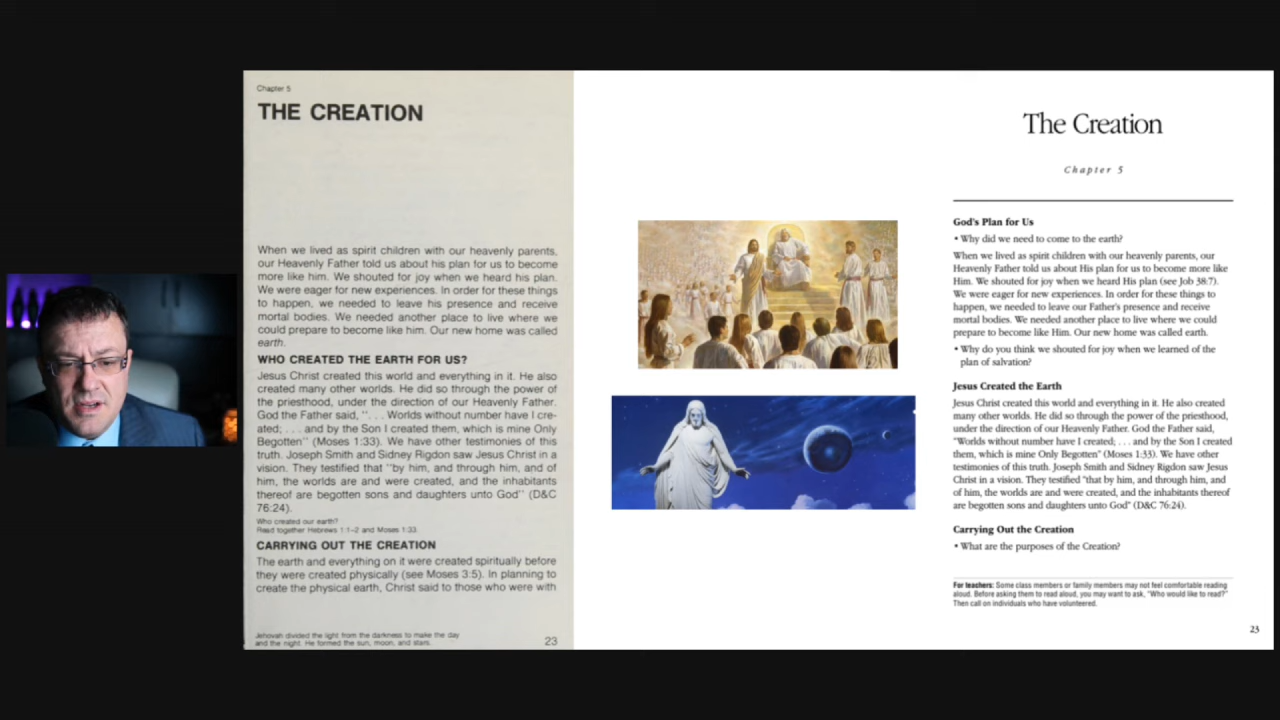 Chapter 5
THE CREATION
When we lived as spirit children with our heavenly parents,
our Heavenly Father told us about his plan for us to become
more like him. We shouted for joy when we heard his plan.
We were eager for new experiences. In order for these things
to happen, we needed to leave his presence and receive
mortal bodies. We needed another place to live where we
could prepare to become like him. Our new home was called
earth.
WHO CREATED THE EARTH FOR US?
Jesus Christ created this world and everything in it. He also
created many other worlds. He did so through the power of
the priesthood, under the direction of our Heavenly Father.
God the Father said, ''. . . Worlds without number have I cre-
ated; . . . and by the Son I created them, which is mine Only
Begotten'' (Moses 1:33). We have other testimonies of this
truth. Joseph Smith and Sidney Rigdon saw Jesus Christ in a
vision. They testified that ''by him, and through him, and of
him, the worlds are and were created, and the inhabitants
thereof are begotten sons and daughters unto God'' (D&C
76:24).
Who created our earth?
Read together Hebrews 1:1–2 and Moses 1:33.
CARRYING OUT THE CREATION
The earth and everything on it were created spiritually before
they were created physically (see Moses 3:5). In planning to
create the physical earth, Christ said to those who were with
Jehovah divided the light from the darkness to make the day
and the night. He formed the sun, moon, and stars.
23
The Creation
Chapter 5
God's Plan for Us
• Why did we need to come to the earth?
When we lived as spirit children with our heavenly parents, our
Heavenly Father told us about His plan for us to become more like
Him. We shouted for joy when we heard His plan (see Job 38:7).
We were eager for new experiences. In order for these things to
happen, we needed to leave our Father's presence and receive
mortal bodies. We needed another place to live where we could
prepare to become like Him. Our new home was called earth.
• Why do you think we shouted for joy when we learned of the
plan of salvation?
Jesus Created the Earth
Jesus Christ created this world and everything in it. He also created
many other worlds. He did so through the power of the priesthood,
under the direction of our Heavenly Father. God the Father said,
"Worlds without number have I created; . . . and by the Son I created
them, which is mine Only Begotten" (Moses 1:33). We have other
testimonies of this truth. Joseph Smith and Sidney Rigdon saw Jesus
Christ in a vision. They testified "that by him, and through him, and
of him, the worlds are and were created, and the inhabitants thereof
are begotten sons and daughters unto God" (D&C 76:24).
Carrying Out the Creation
• What are the purposes of the Creation?
For teachers: Some class members or family members may not feel comfortable reading
aloud. Before asking them to read aloud, you may want to ask, "Who would like to read?"
Then call on individuals who have volunteered.
23